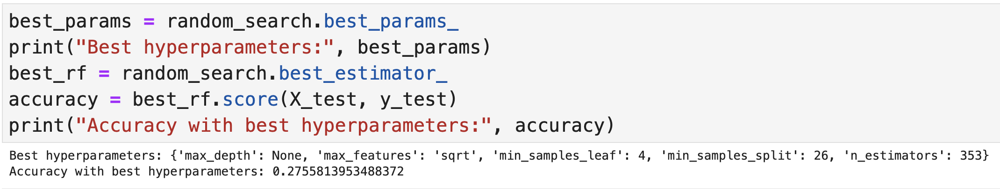 best_params = random_search.best_params_
print("Best hyperparameters:", best_params)
best_rf = random_search.best_estimator_
accuracy = best_rf.score(X_test, y_test)
print("Accuracy with best hyperparameters:", accuracy)
Best hyperparameters: {'max_depth': None, 'max_features': 'sqrt', 'min_samples_leaf': 4, 'min_samples_split': 26, 'n_estimators': 353}
Accuracy with best hyperparameters: 0.2755813953488372